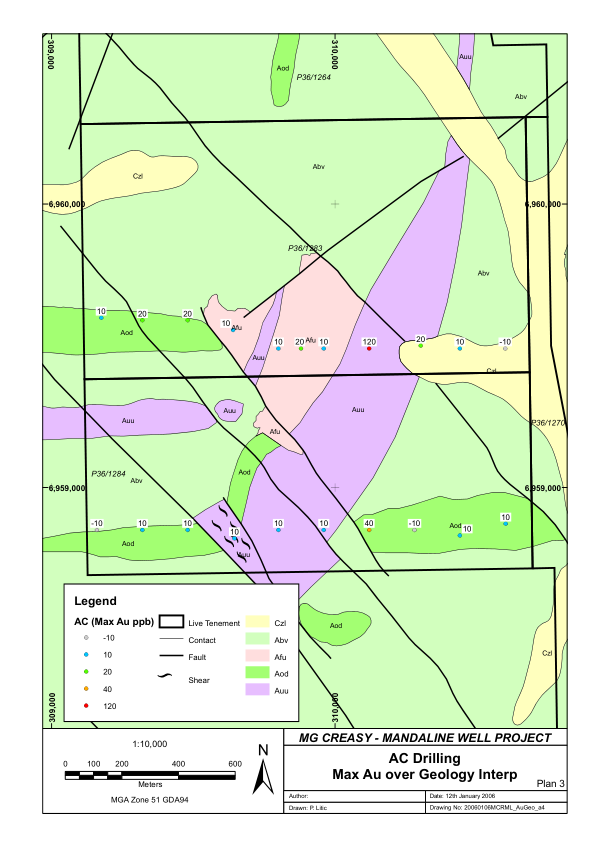 309,000
310,000
Aod
P36/1264
Auu
Abv
Abv
Czl
6,960,000
6,960,000
P36/1283
Abv
10
20
20
10
Afu
Aod
10
20
Afu
10
120
20
10
-10
Auu
Czl
Auu
Auu
Auu
Afu
P36/1270
Aod
P36/1284
Abv
6,959,000
6,959,000
-10
10
10
10
10
10
40
-10
Aod
10
10
Aod
Auu
Aod
Czl
Legend
AC (Max Au ppb)
-10
10
20
40
120
Live Tenement
Contact
Fault
Shear
Czl
Abv
Afu
Aod
Auu
309,000
310,000
1:10,000
0 100 200 400 600
Meters
MGA Zone 51 GDA94
N
MG CREASY - MANDALINE WELL PROJECT
AC Drilling
Max Au over Geology Interp
Plan 3
Author:
Date: 12th January 2006
Drawn: P. Litic
Drawing No: 20060106MCRML_AuGeo_a4